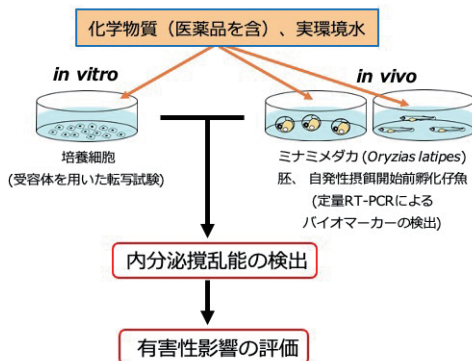 化学物質（医薬品を含）、実環境水
in vitro
in vivo
培養細胞
(受容体を用いた転写試験)
ミナミメダカ (Oryzias latipes)
胚、自発性摂餌開始前孵化仔魚
(定量RT-PCRによる
バイオマーカーの検出)
内分泌撹乱能の検出
有害性影響の評価